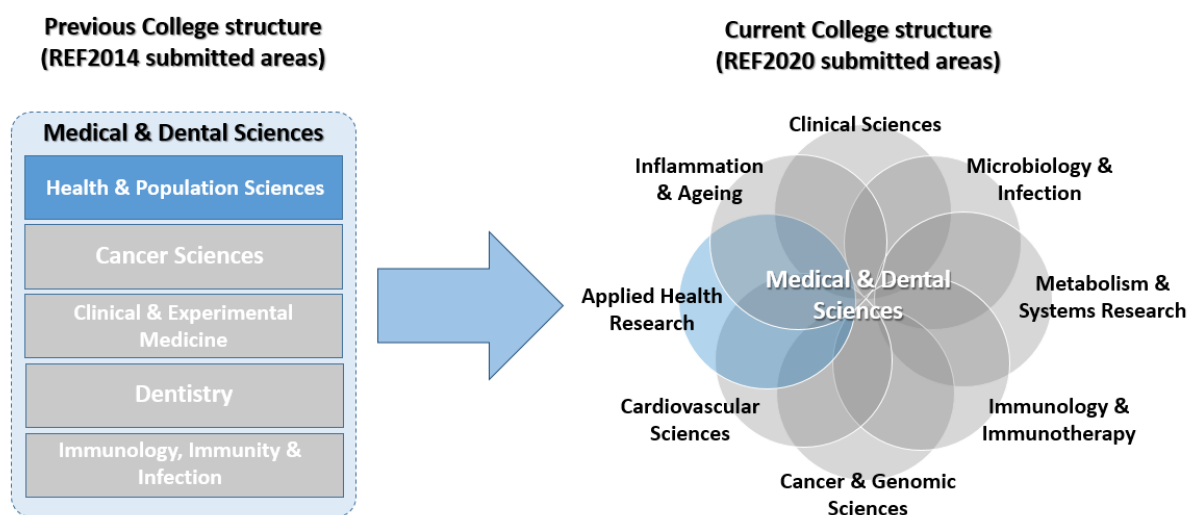 Previous College structure
(REF2014 submitted areas)
Medical & Dental Sciences
Health & Population Sciences
Cancer Sciences
Clinical & Experimental
Medicine
Dentistry
Immunology, Immunity &
Infection
Current College structure
(REF2020 submitted areas)
Clinical Sciences
Inflammation
& Ageing
Microbiology &
Infection
Applied Health
Research
Medical & Dental
Sciences
Metabolism &
Systems Research
Cardiovascular
Sciences
Immunology &
Immunotherapy
Cancer & Genomic
Sciences